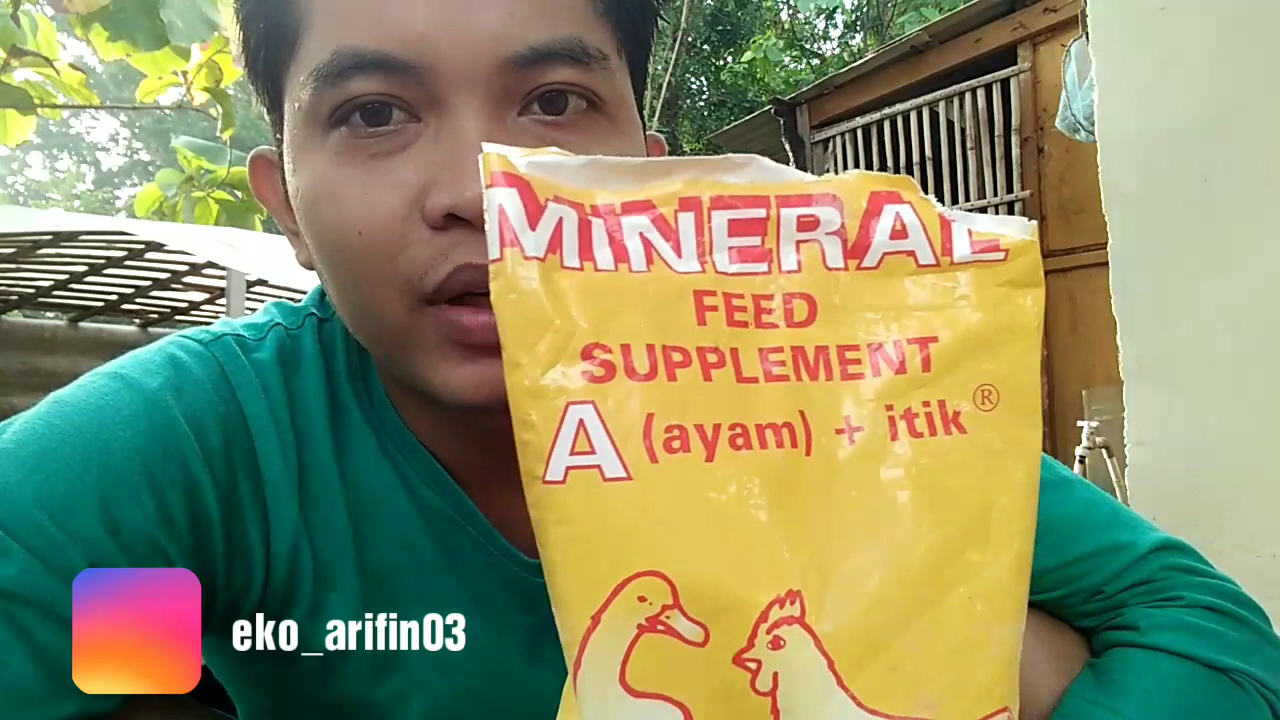 MINERAL
FEED
SUPPLEMENT
A (ayam) + itik®
eko_arifin03